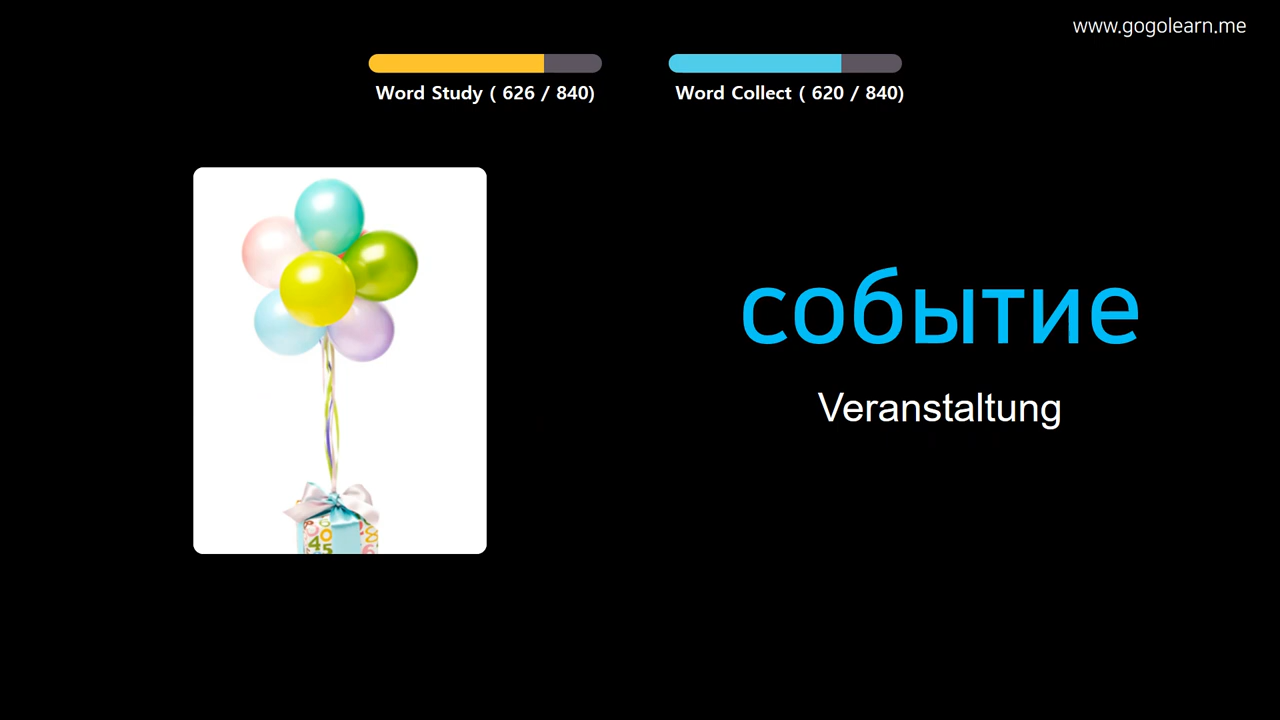 www.gogolearn.me
Word Study ( 626 / 840)
Word Collect ( 620 / 840)
событие
Veranstaltung